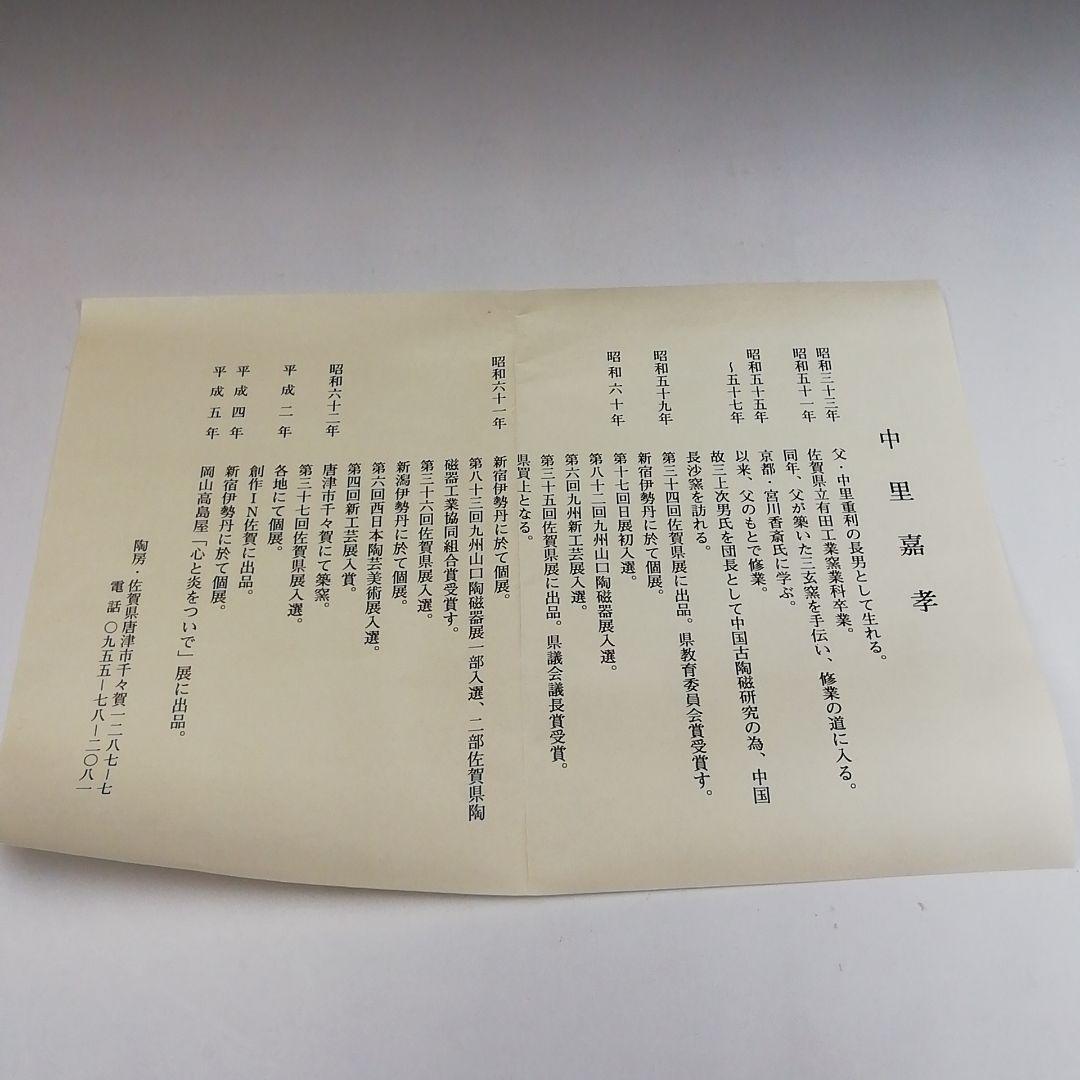 中里嘉孝
昭和三十三年　父・中里重利の長男として生れる。
昭和五十一年　佐賀県立有田工業窯業科卒業。
同年、父が築いた三玄窯を手伝い、修業の道に入る。
京都・宮川香斎氏に学ぶ。
昭和五十五年　以来、父のもとで修業。
〜五十七年　故三上次男氏を団長として中国古陶磁研究の為、中国
長沙窯を訪れる。
昭和五十九年　第三十四回佐賀県展に出品。県教育委員会賞受賞す。
新宿伊勢丹に於て個展。
第十七回日展初入選。
昭和六十年　第八十二回九州山口陶磁器展入選。
第六回九州新工芸展入選。
第三十五回佐賀県展に出品。県議会議長賞受賞。
県買上となる。
昭和六十一年　新宿伊勢丹に於て個展。
第八十三回九州山口陶磁器展一部入選、二部佐賀県陶
磁器工業協同組合賞受賞す。
第三十六回佐賀県展入選。
新潟伊勢丹に於て個展。
第六回西日本陶芸美術展入選。
第四回新工芸展入賞。
昭和六十二年　唐津市千々賀にて築窯。
第三十七回佐賀県展入選。
平成二年　各地にて個展。
創作ＩＮ佐賀に出品。
平成四年　新宿伊勢丹に於て個展。
平成五年　岡山高島屋「心と炎をついで」展に出品。
陶房・佐賀県唐津市千々賀一二八七ー七
電話〇九五五ー七八ー二〇八一